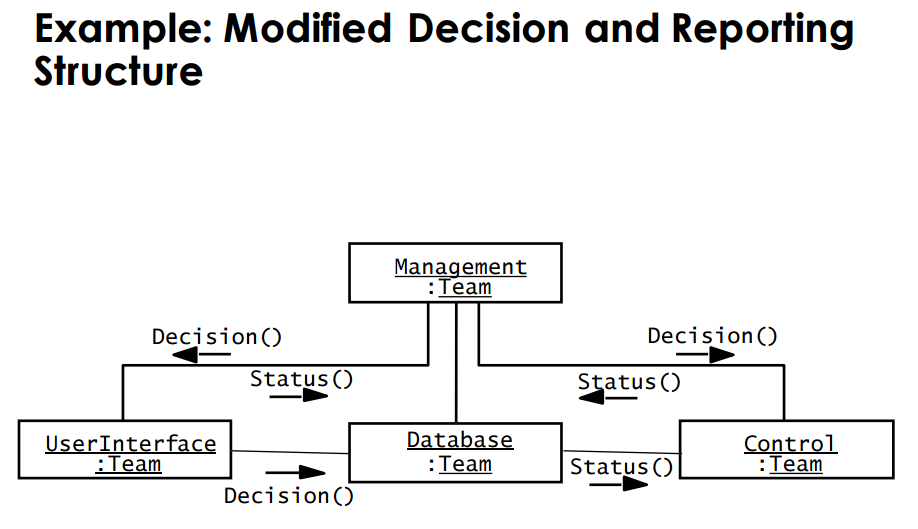 Example: Modified Decision and Reporting
Structure
Management
:Team
Decision()
Decision()
Status()
Status()
UserInterface
:Team
Database
:Team
Control
:Team
Decision()
Status()